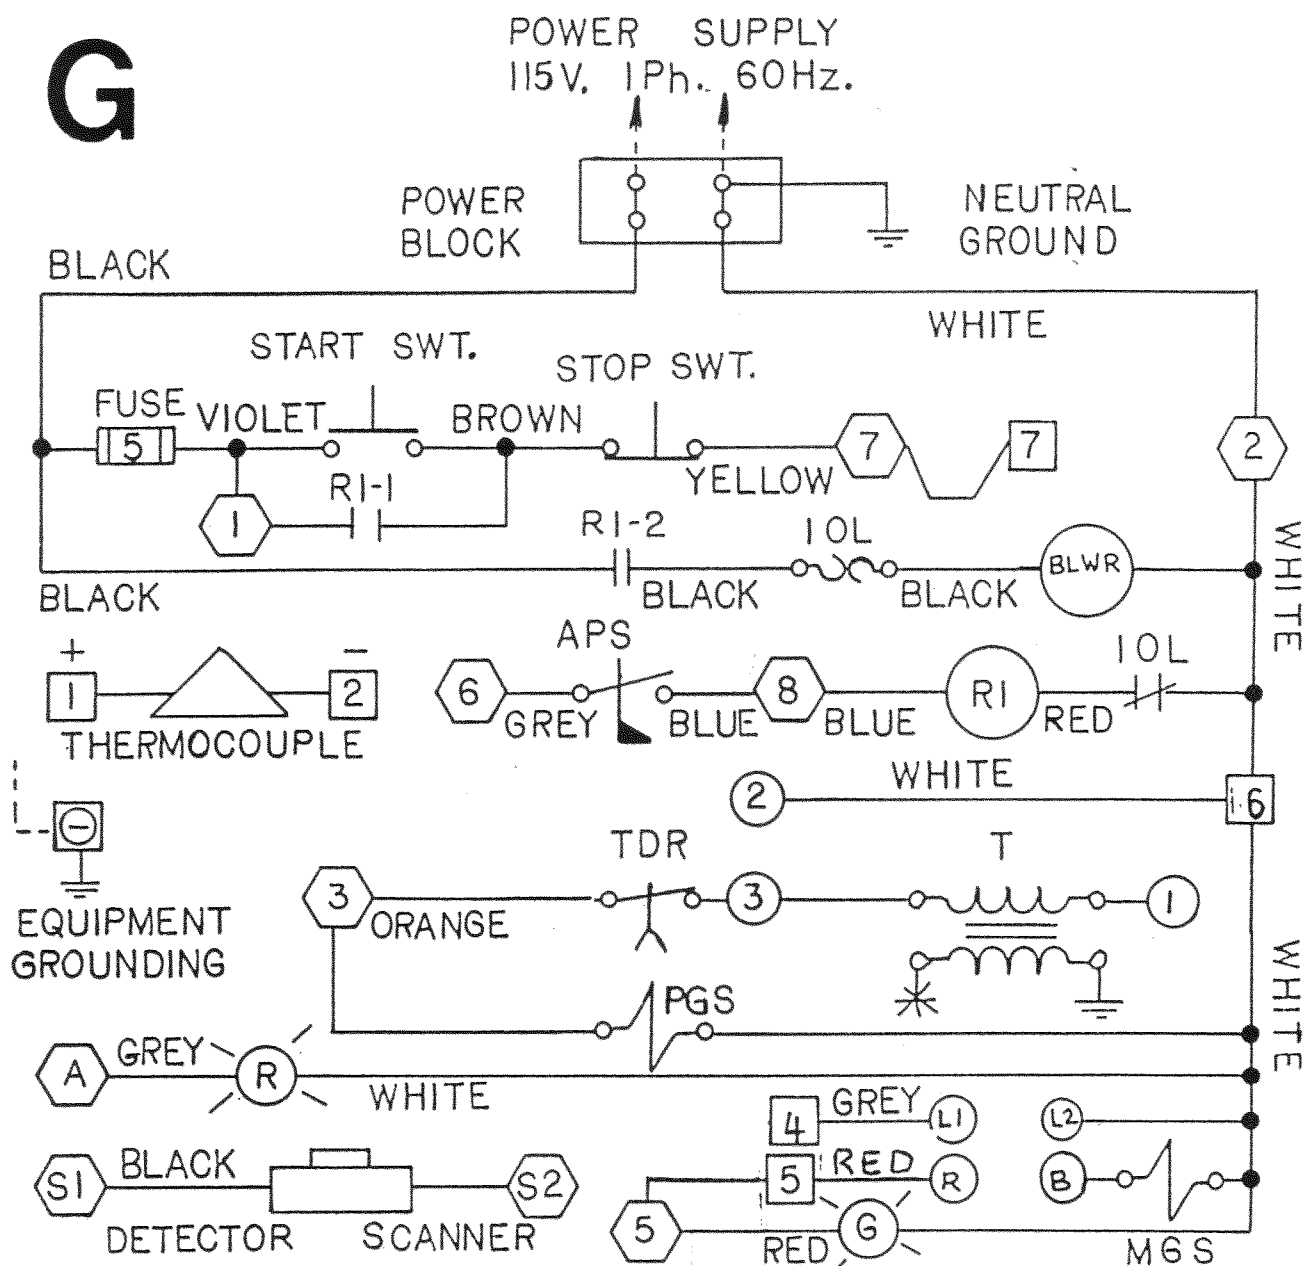 G
POWER SUPPLY
115V. 1Ph. 60Hz.
POWER
BLOCK
NEUTRAL
GROUND
BLACK
WHITE
START SWT.
STOP SWT.
FUSE
5
VIOLET
BROWN
YELLOW
7
7
2
1
R1-1
R1-2
1OL
BLWR
BLACK
BLACK
BLACK
WHITE
APS
+
1
-
2
THERMOCOUPLE
6
GREY
BLUE
8
BLUE
R1
RED
1OL
WHITE
2
16
EQUIPMENT
GROUNDING
TDR
T
3
ORANGE
3
1
PGS
WHITE
A
GREY
R
WHITE
4
GREY
L1
L2
S1
BLACK
S2
5
RED
R
B
DETECTOR SCANNER
5
RED
G
MGS